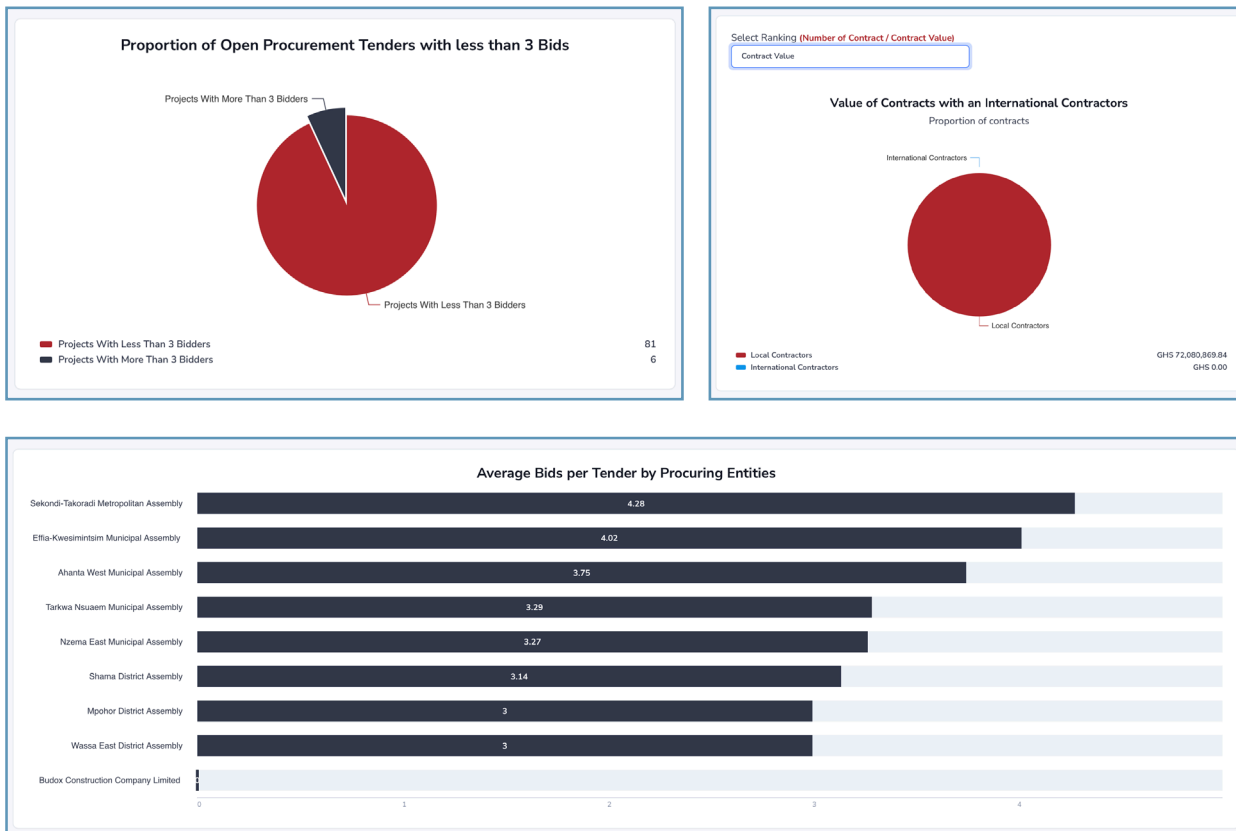 Proportion of Open Procurement Tenders with less than 3 Bids
Projects With More Than 3 Bidders
Projects With Less Than 3 Bidders
Projects With Less Than 3 Bidders 81
Projects With More Than 3 Bidders 6
Select Ranking (Number of Contract / Contract Value)
Contract Value
Value of Contracts with an International Contractors
Proportion of contracts
International Contractors
Local Contractors
Local Contractors GHS 72,080,869.84
International Contractors GHS 0.00
Average Bids per Tender by Procuring Entities
Sekondi-Takoradi Metropolitan Assembly 4.28
Effia-Kwesimintsim Municipal Assembly 4.02
Ahanta West Municipal Assembly 3.75
Tarkwa Nsuaem Municipal Assembly 3.29
Nzema East Municipal Assembly 3.27
Shama District Assembly 3.14
Mpohor District Assembly 3
Wassa East District Assembly 3
Budox Construction Company Limited
0 1 2 3 4